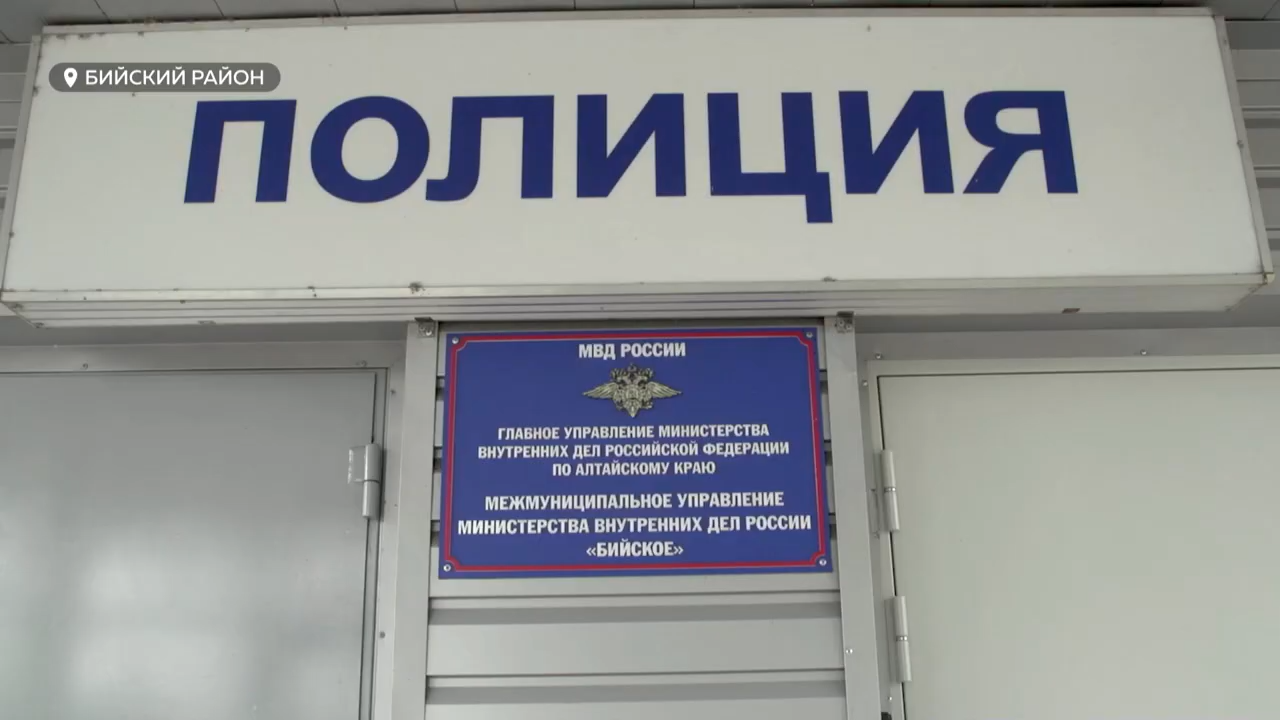 БИЙСКИЙ РАЙОН
ПОЛИЦИЯ
МВД РОССИИ
ГЛАВНОЕ УПРАВЛЕНИЕ МИНИСТЕРСТВА
ВНУТРЕННИХ ДЕЛ РОССИЙСКОЙ ФЕДЕРАЦИИ
ПО АЛТАЙСКОМУ КРАЮ
МЕЖМУНИЦИПАЛЬНОЕ УПРАВЛЕНИЕ
МИНИСТЕРСТВА ВНУТРЕННИХ ДЕЛ РОССИИ
«БИЙСКОЕ»